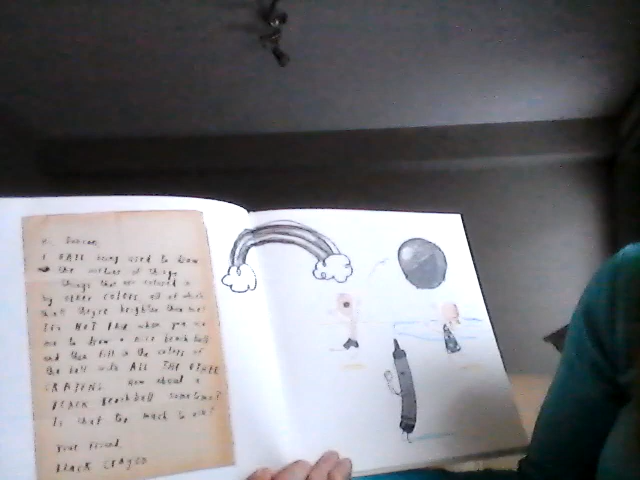 Hi Duncan,
I HATE being used to draw
the outline of things
things that are colored in
by other colors, all of which
think they're brighter than me!
It's NOT FAIR when you use
me to draw a nice beach ball
and then fill in the colors of
the ball with ALL THE OTHER
CRAYONS. How about a
BLACK beach ball sometime?
Is that too much to ask?
Your friend,
Black Crayon